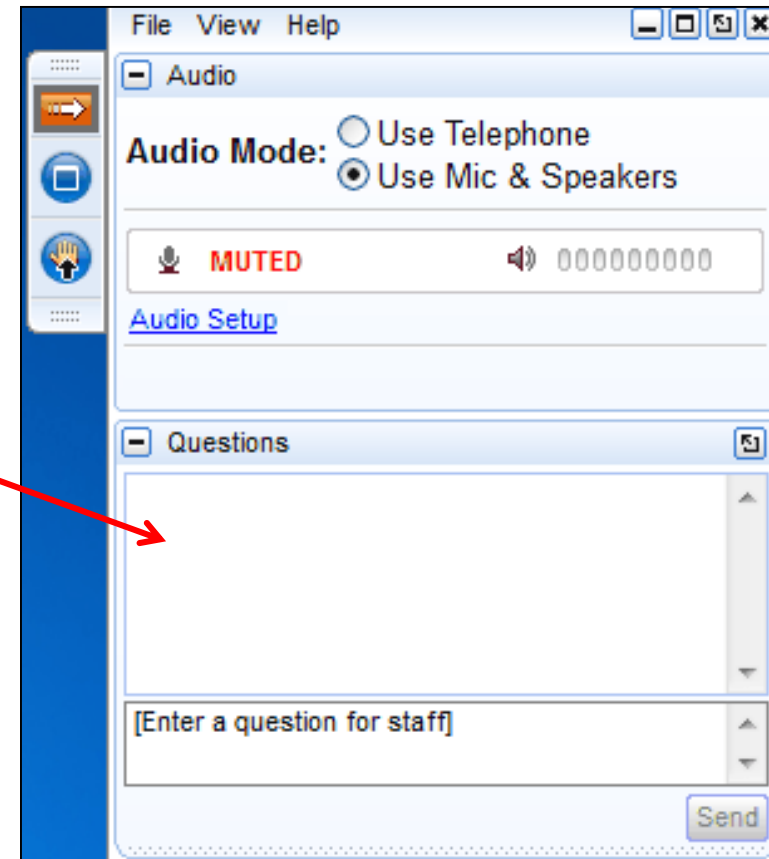 File View Help
Audio
Audio Mode: Use Telephone
Use Mic & Speakers
MUTED 000000000
Audio Setup
Questions
[Enter a question for staff]
Send